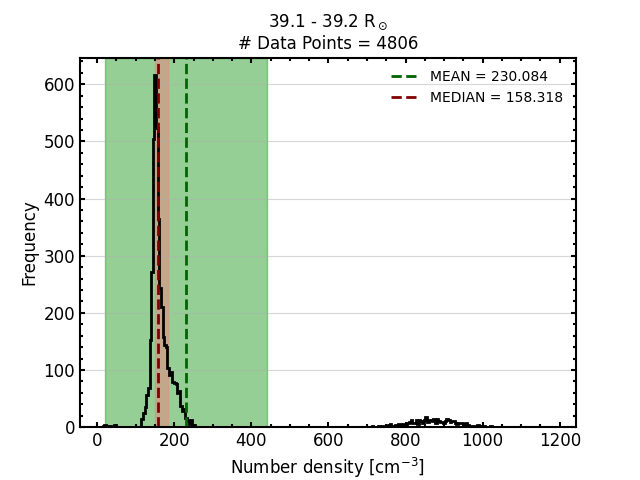 39.1 - 39.2 R⊙
# Data Points = 4806
MEAN = 230.084
MEDIAN = 158.318
600
500
400
300
200
100
0
Frequency
0 200 400 600 800 1000 1200
Number density [cm⁻³]